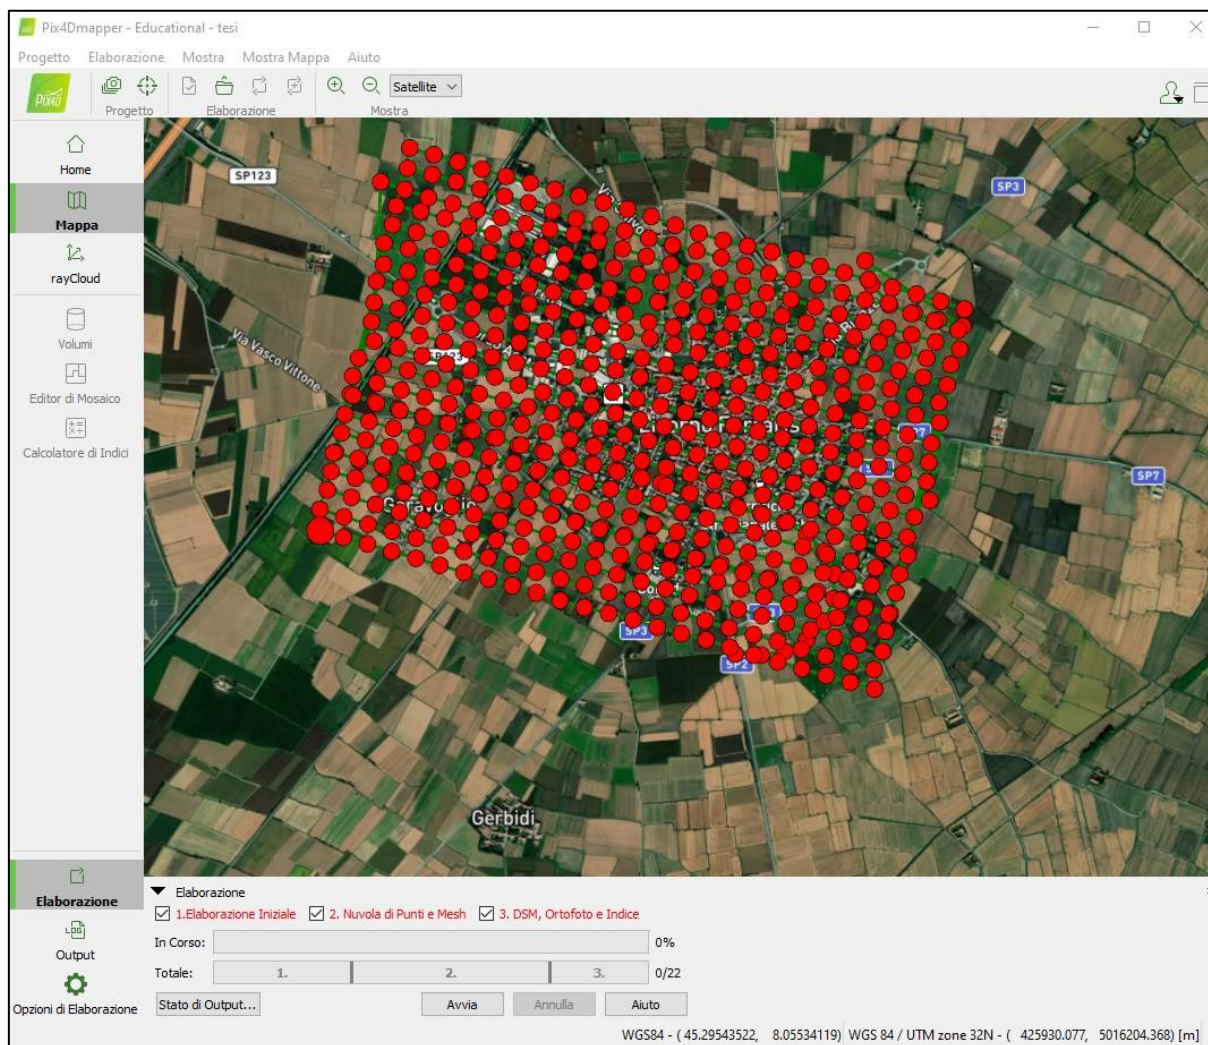 Pix4Dmapper - Educational - tesi
Progetto Elaborazione Mostra Mostra Mappa Aiuto
PIX4D
Satellite
Progetto Elaborazione Mostra
Home
Mappa
rayCloud
Volumi
Editor di Mosaico
Calcolatore di Indici
SP123
SP3
Via Vasco Vittone
SP7
SP7
SP3
SP2
Gerbidi
Elaborazione
Output
Opzioni di Elaborazione
Elaborazione
1.Elaborazione Iniziale 2. Nuvola di Punti e Mesh 3. DSM, Ortofoto e Indice
In Corso: 0%
Totale: 1. 2. 3. 0/22
Stato di Output... Avvia Annulla Aiuto
WGS84 - ( 45.29543522, 8.05534119) WGS 84 / UTM zone 32N - ( 425930.077, 5016204.368) [m]